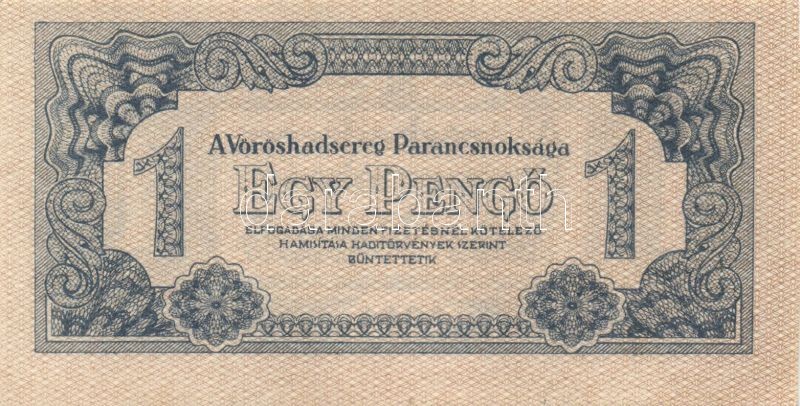 A Vöröshadsereg Parancsnoksága
1 EGY PENGŐ 1
ELFOGADÁSA MINDEN FIZETÉSNÉL KÖTELEZŐ
HAMISÍTÁSA HADITÖRVÉNYEK SZERINT
BÜNTETTETIK